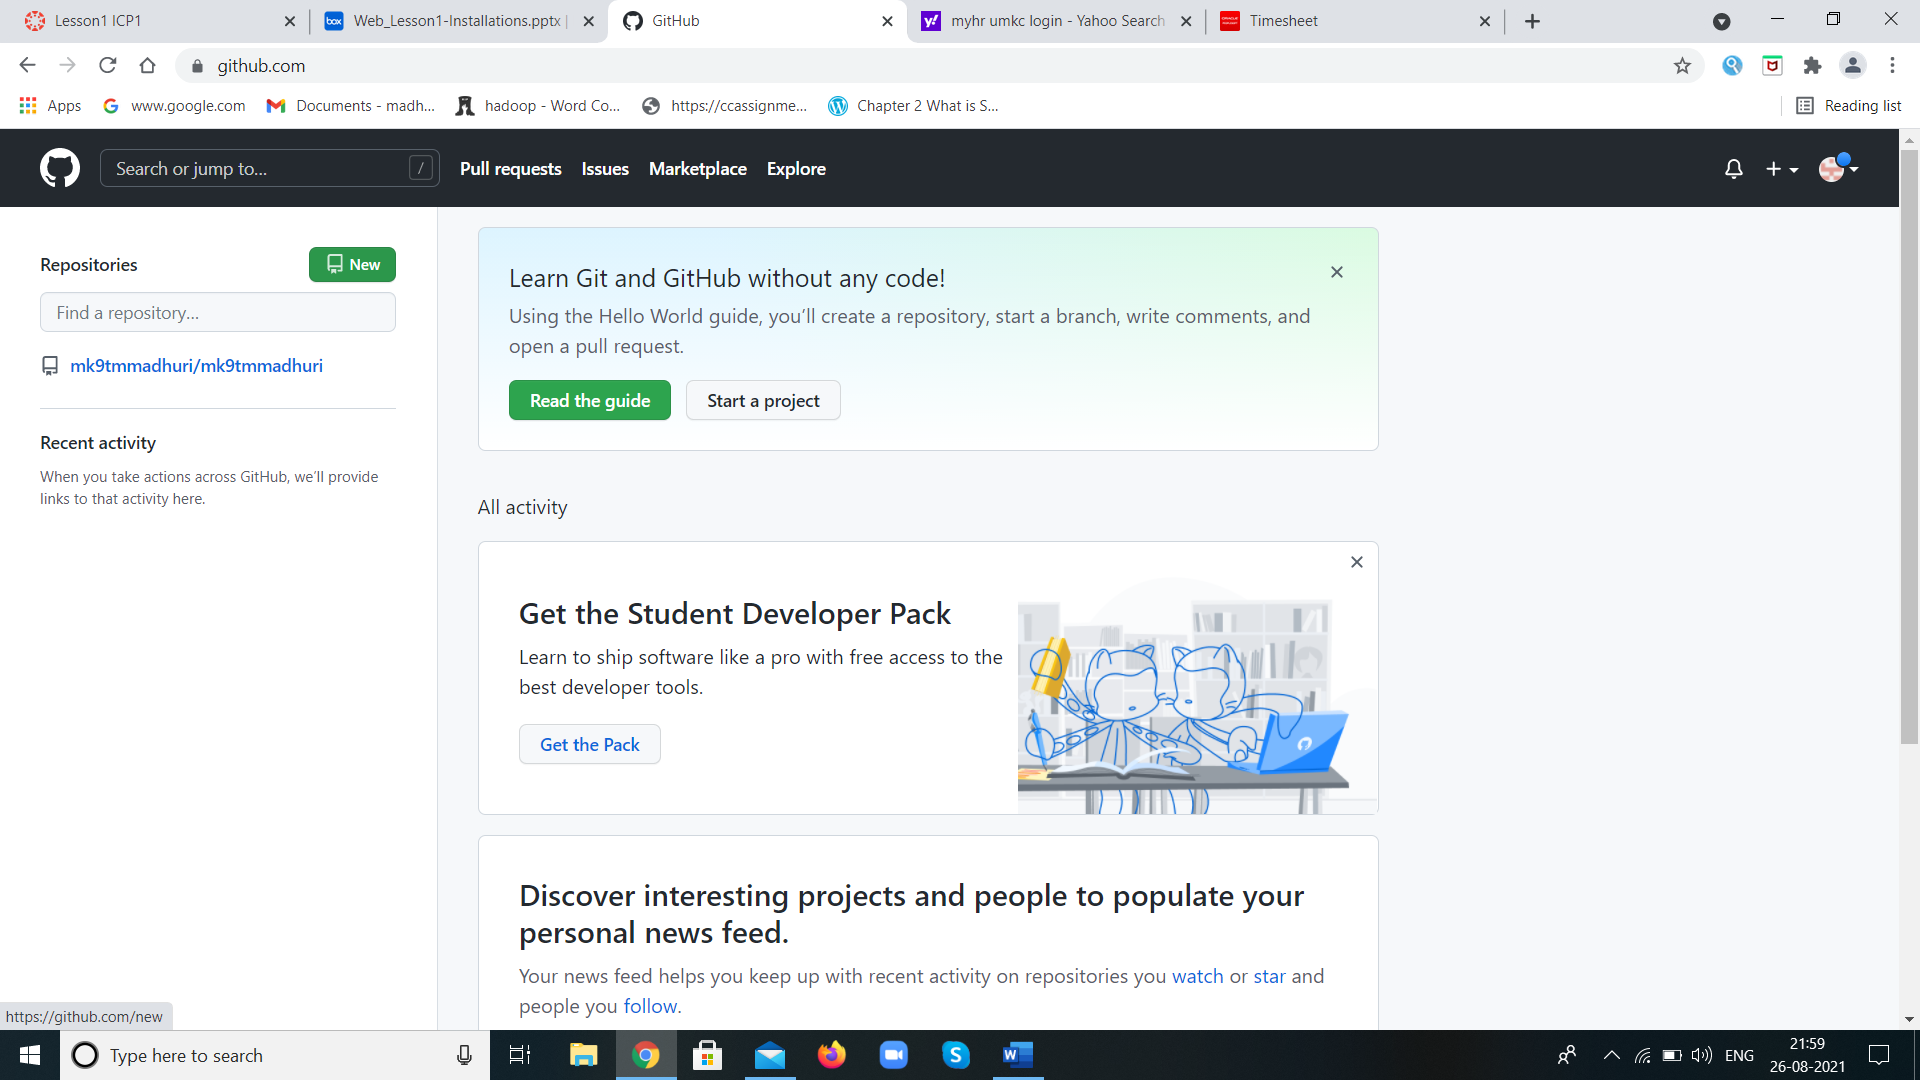 Lesson1 ICP1
Web_Lesson1-Installations.pptx |
GitHub
myhr umkc login - Yahoo Search
Timesheet
github.com
Apps
www.google.com
Documents - madh...
hadoop - Word Co...
https://ccassignme...
Chapter 2 What is S...
Reading list
Search or jump to...
/
Pull requests
Issues
Marketplace
Explore
Repositories
New
Find a repository...
mk9tmmadhuri/mk9tmmadhuri
Recent activity
When you take actions across GitHub, we’ll provide
links to that activity here.
Learn Git and GitHub without any code!
Using the Hello World guide, you’ll create a repository, start a branch, write comments, and
open a pull request.
Read the guide
Start a project
All activity
Get the Student Developer Pack
Learn to ship software like a pro with free access to the
best developer tools.
Get the Pack
Discover interesting projects and people to populate your
personal news feed.
Your news feed helps you keep up with recent activity on repositories you watch or star and
people you follow.
https://github.com/new
Type here to search
ENG
21:59
26-08-2021